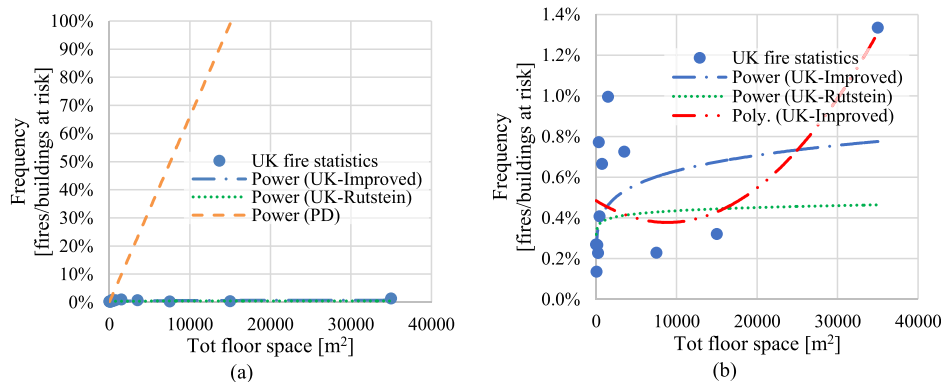 (a)
100%
90%
80%
70%
60%
50%
40%
30%
20%
10%
0%
Frequency
[fires/buildings at risk]
UK fire statistics
Power (UK-Improved)
Power (UK-Rutstein)
Power (PD)
0 10000 20000 30000 40000
Tot floor space [m²]
(a)
1.4%
1.2%
1.0%
0.8%
0.6%
0.4%
0.2%
0.0%
Frequency
[fires/buildings at risk]
UK fire statistics
Power (UK-Improved)
Power (UK-Rutstein)
Poly. (UK-Improved)
0 10000 20000 30000 40000
Tot floor space [m²]
(b)